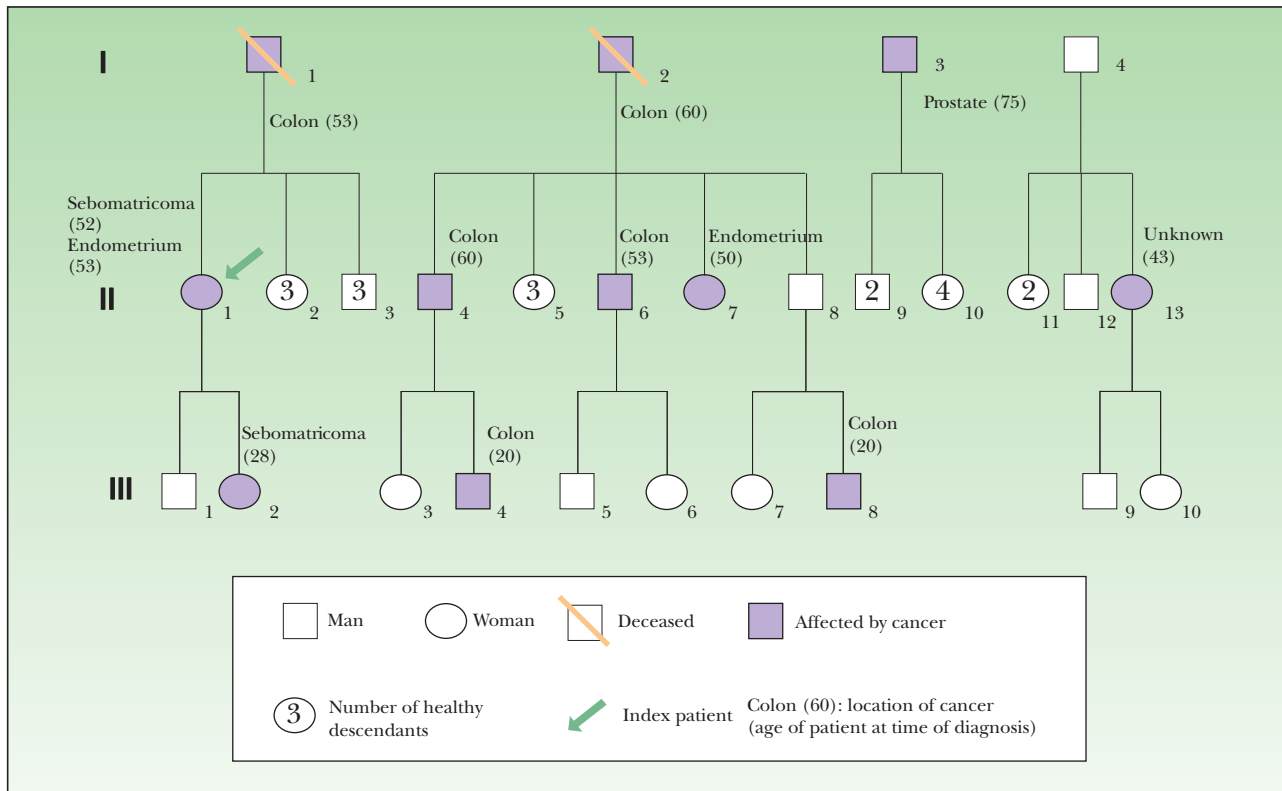 I
1
2
3
4
Colon (53)
Colon (60)
Prostate (75)
Sebomatricoma
(52)
Endometrium
(53)
Colon
(60)
Colon
(53)
Endometrium
(50)
Unknown
(43)
II
1
3
2
3
3
4
3
5
6
7
8
2
9
4
10
2
11
12
13
Sebomatricoma
(28)
Colon
(20)
Colon
(20)
III
1
2
3
4
5
6
7
8
9
10
Man
Woman
Deceased
Affected by cancer
3
Number of healthy
descendants
Index patient
Colon (60): location of cancer
(age of patient at time of diagnosis)